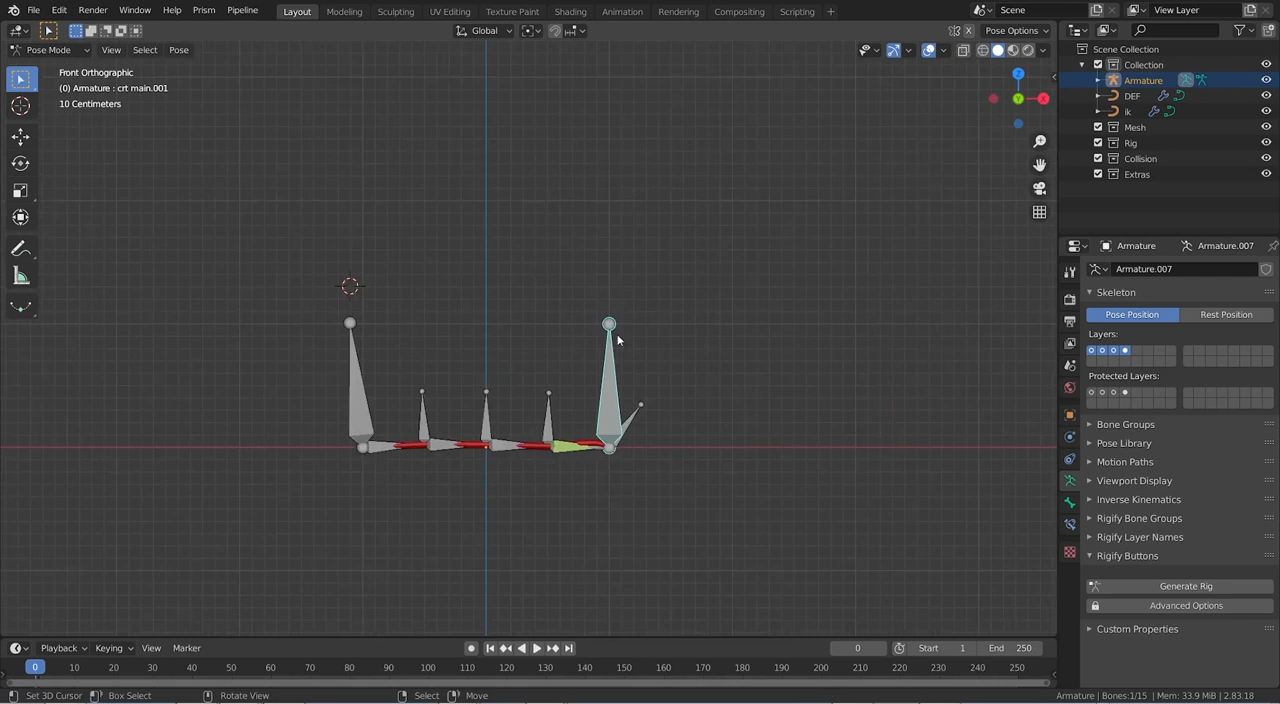 File Edit Render Window Help Prism Pipeline Layout Modeling Sculpting UV Editing Texture Paint Shading Animation Rendering Compositing Scripting + Scene View Layer
Global Pose Options
Pose Mode View Select Pose
Front Orthographic
(0) Armature : crt main.001
10 Centimeters
Z
Y
X
Scene Collection
Collection
Armature
DEF
ik
Mesh
Rig
Collision
Extras
Armature Armature.007
Armature.007
Skeleton
Pose Position Rest Position
Layers:
Protected Layers:
Bone Groups
Pose Library
Motion Paths
Viewport Display
Inverse Kinematics
Rigify Bone Groups
Rigify Layer Names
Rigify Buttons
Generate Rig
Advanced Options
Custom Properties
Playback Keying View Marker 0 Start 1 End 250
0 10 20 30 40 50 60 70 80 90 100 110 120 130 140 150 160 170 180 190 200 210 220 230 240 250
Set 3D Cursor Box Select Rotate View Select Move Armature | Bones:1/15 | Mem: 33.9 MiB | 2.83.18